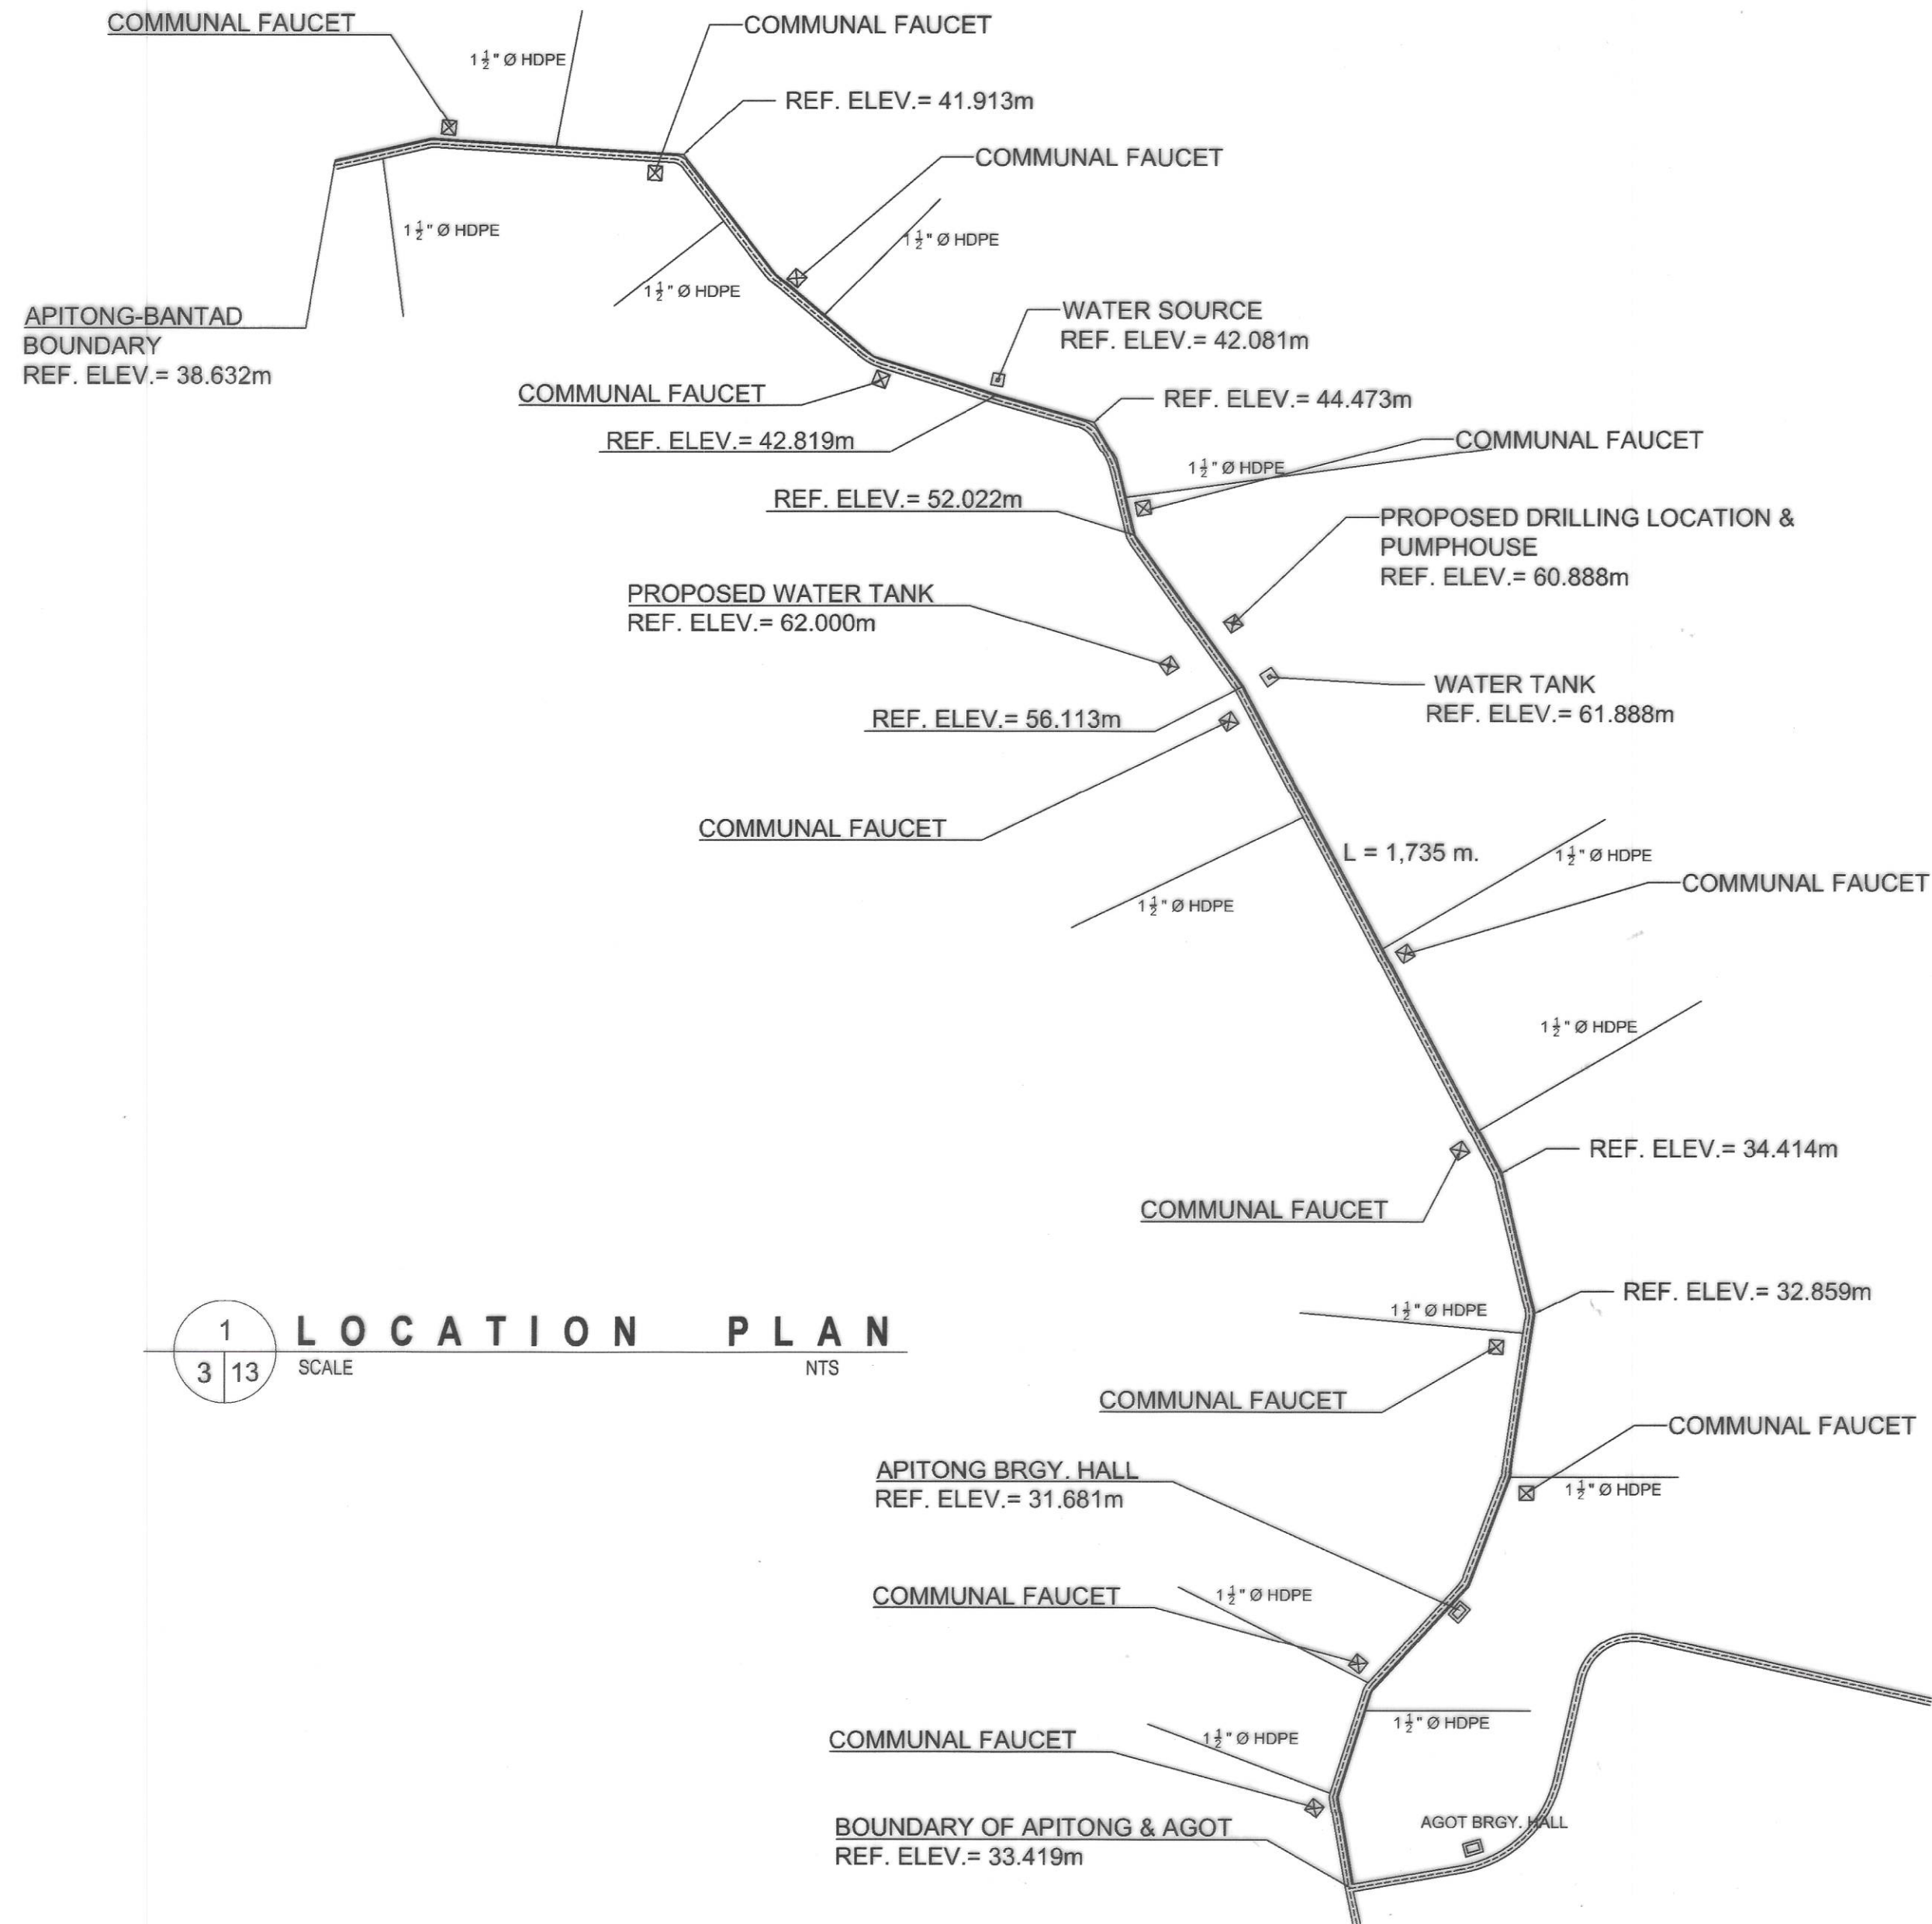 COMMUNAL FAUCET
COMMUNAL FAUCET
1 1/2" Ø HDPE
REF. ELEV.= 41.913m
COMMUNAL FAUCET
1 1/2" Ø HDPE
1 1/2" Ø HDPE
1 1/2" Ø HDPE
APITONG-BANTAD
BOUNDARY
REF. ELEV.= 38.632m
WATER SOURCE
REF. ELEV.= 42.081m
COMMUNAL FAUCET
REF. ELEV.= 44.473m
REF. ELEV.= 42.819m
COMMUNAL FAUCET
1 1/2" Ø HDPE
REF. ELEV.= 52.022m
PROPOSED DRILLING LOCATION &
PUMPHOUSE
REF. ELEV.= 60.888m
PROPOSED WATER TANK
REF. ELEV.= 62.000m
WATER TANK
REF. ELEV.= 61.888m
REF. ELEV.= 56.113m
COMMUNAL FAUCET
L = 1,735 m.
1 1/2" Ø HDPE
COMMUNAL FAUCET
1 1/2" Ø HDPE
1 1/2" Ø HDPE
REF. ELEV.= 34.414m
COMMUNAL FAUCET
REF. ELEV.= 32.859m
1 1/2" Ø HDPE
1
LOCATION PLAN
3 13
SCALE NTS
COMMUNAL FAUCET
COMMUNAL FAUCET
APITONG BRGY. HALL
REF. ELEV.= 31.681m
1 1/2" Ø HDPE
COMMUNAL FAUCET
1 1/2" Ø HDPE
1 1/2" Ø HDPE
COMMUNAL FAUCET
1 1/2" Ø HDPE
BOUNDARY OF APITONG & AGOT
REF. ELEV.= 33.419m
AGOT BRGY. HALL